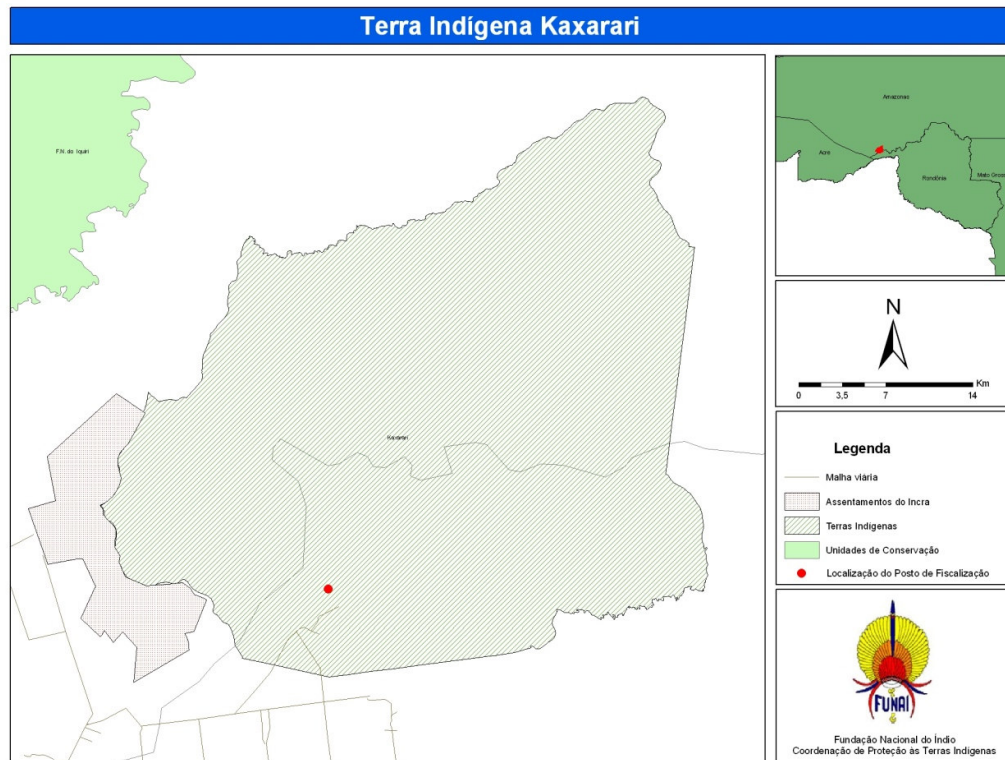 Terra Indígena Kaxarari
F.N. do Iquiri
Kaxarari
Amazonas
Acre
Rondônia
Mato Gross
N
Km
0 3,5 7 14
Legenda
Malha viária
Assentamentos do Incra
Terras Indígenas
Unidades de Conservação
Localização do Posto de Fiscalização
FUNAI
Fundação Nacional do Índio
Coordenação de Proteção às Terras Indígenas